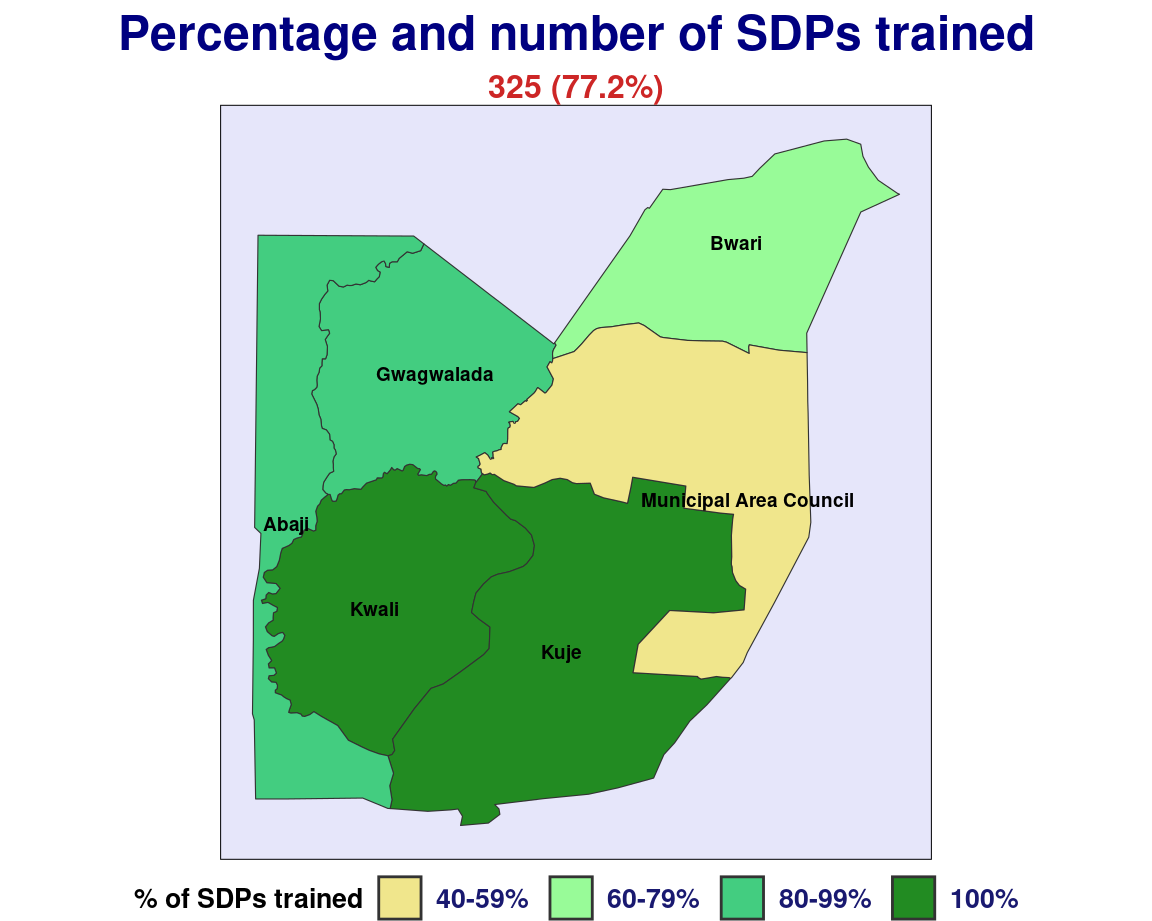 Percentage and number of SDPs trained
325 (77.2%)
Bwari
Gwagwalada
Municipal Area Council
Abaji
Kwali
Kuje
% of SDPs trained 40-59% 60-79% 80-99% 100%